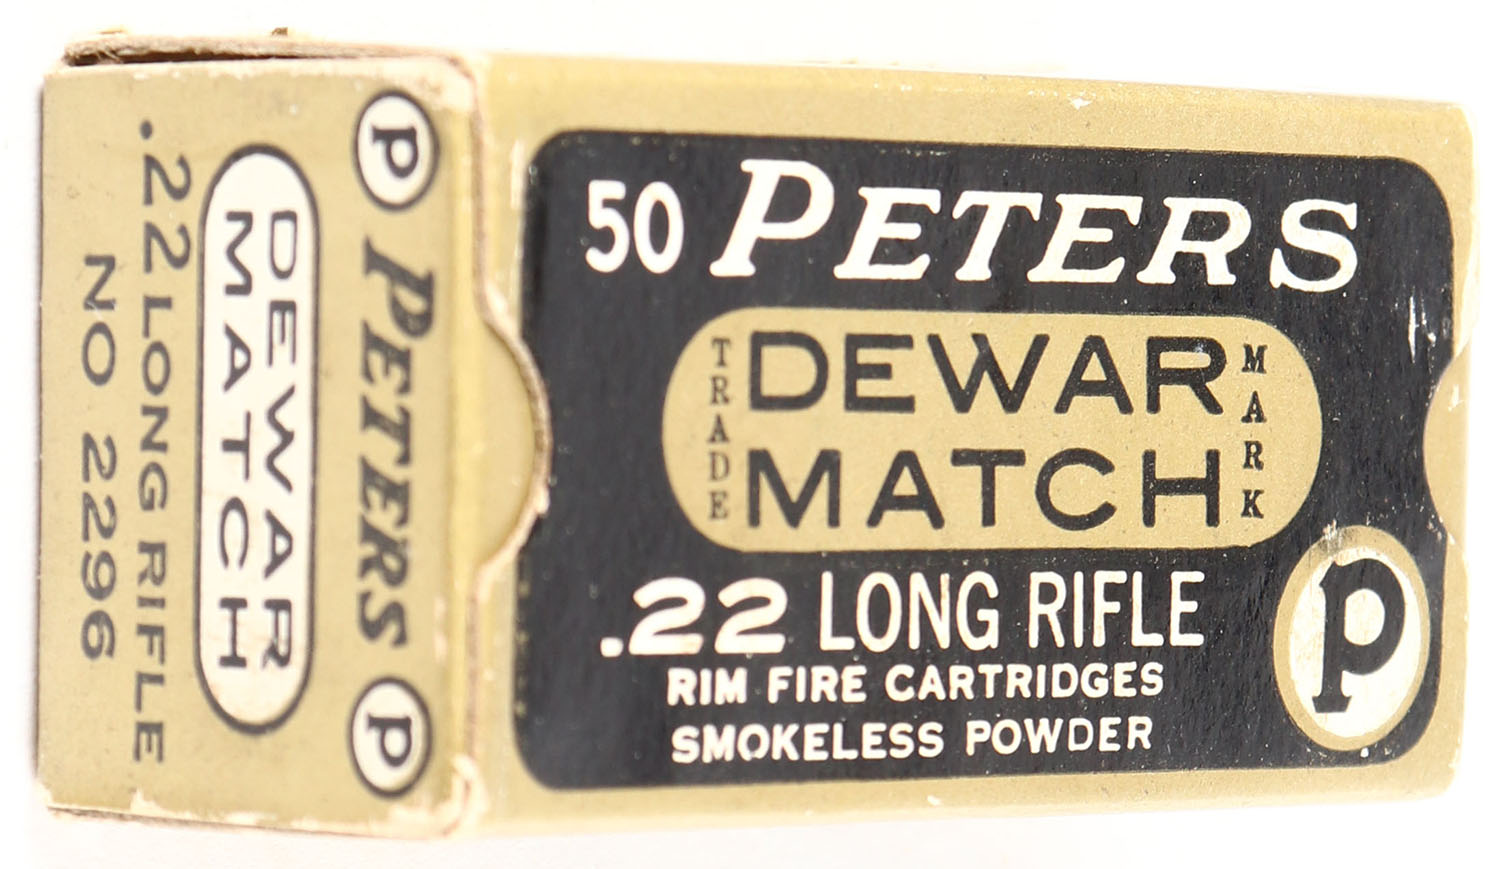 50 PETERS
TRADE DEWAR MARK
MATCH
.22 LONG RIFLE
RIM FIRE CARTRIDGES
SMOKELESS POWDER
P
P PETERS P
DEWAR
MATCH
.22 LONG RIFLE
NO 2296